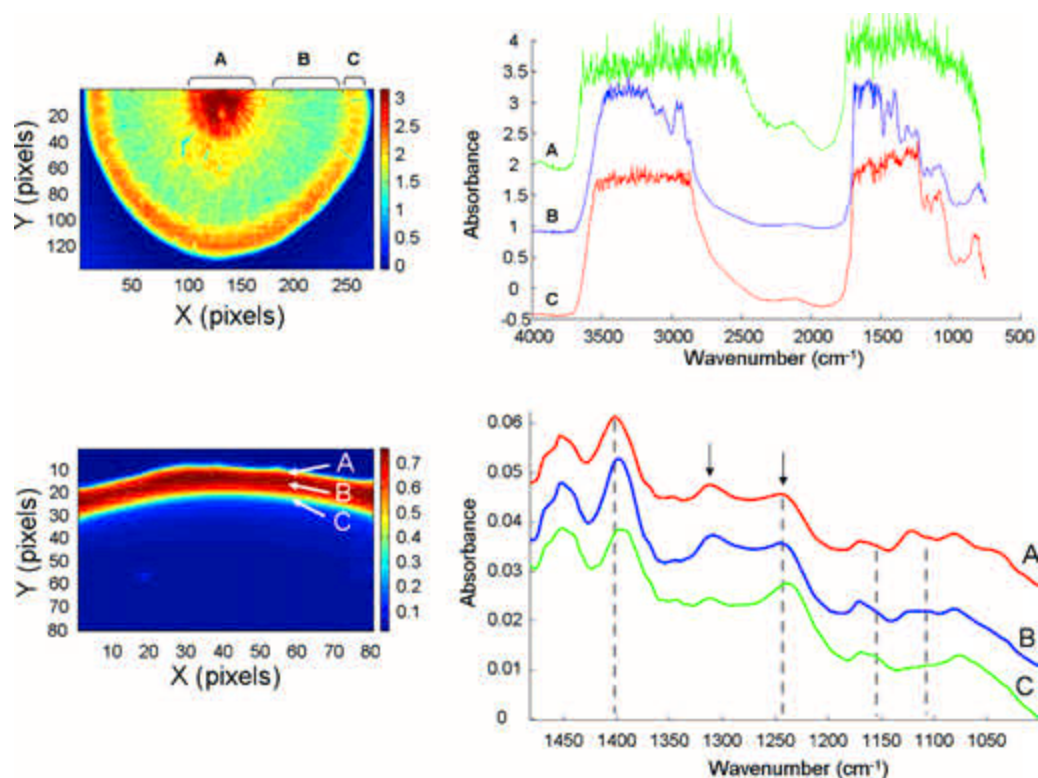 A B C
20
40
60
80
100
120
Y (pixels)
50 100 150 200 250
X (pixels)
3
2.5
2
1.5
1
0.5
0
4
3.5
3
2.5
2
1.5
1
0.5
0
-0.5
Absorbance
A
B
C
4000 3500 3000 2500 2000 1500 1000 500
Wavenumber (cm⁻¹)
10
20
30
40
50
60
70
80
Y (pixels)
A
B
C
10 20 30 40 50 60 70 80
X (pixels)
0.7
0.6
0.5
0.4
0.3
0.2
0.1
0.06
0.05
0.04
0.03
0.02
0.01
0
Absorbance
A
B
C
1450 1400 1350 1300 1250 1200 1150 1100 1050
Wavenumber (cm⁻¹)